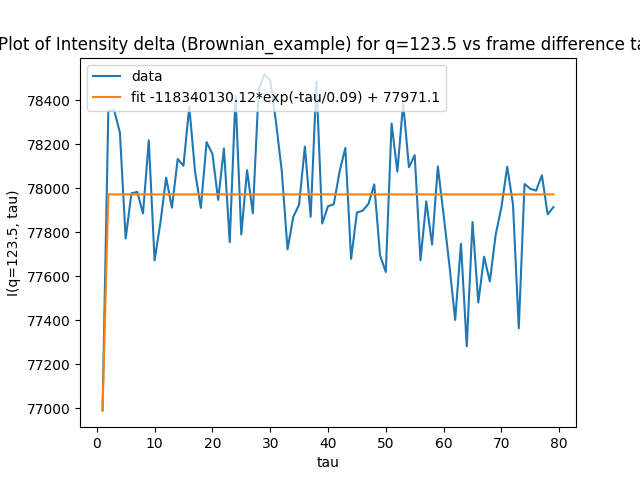 Plot of Intensity delta (Brownian_example) for q=123.5 vs frame difference ta
data
fit -118340130.12*exp(-tau/0.09) + 77971.1
I(q=123.5, tau)
78400
78200
78000
77800
77600
77400
77200
77000
0 10 20 30 40 50 60 70 80
tau